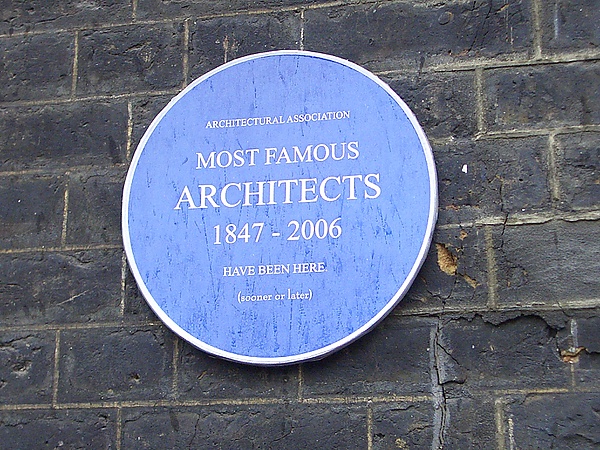 ARCHITECTURAL ASSOCIATION
MOST FAMOUS
ARCHITECTS
1847 - 2006
HAVE BEEN HERE
(sooner or later)